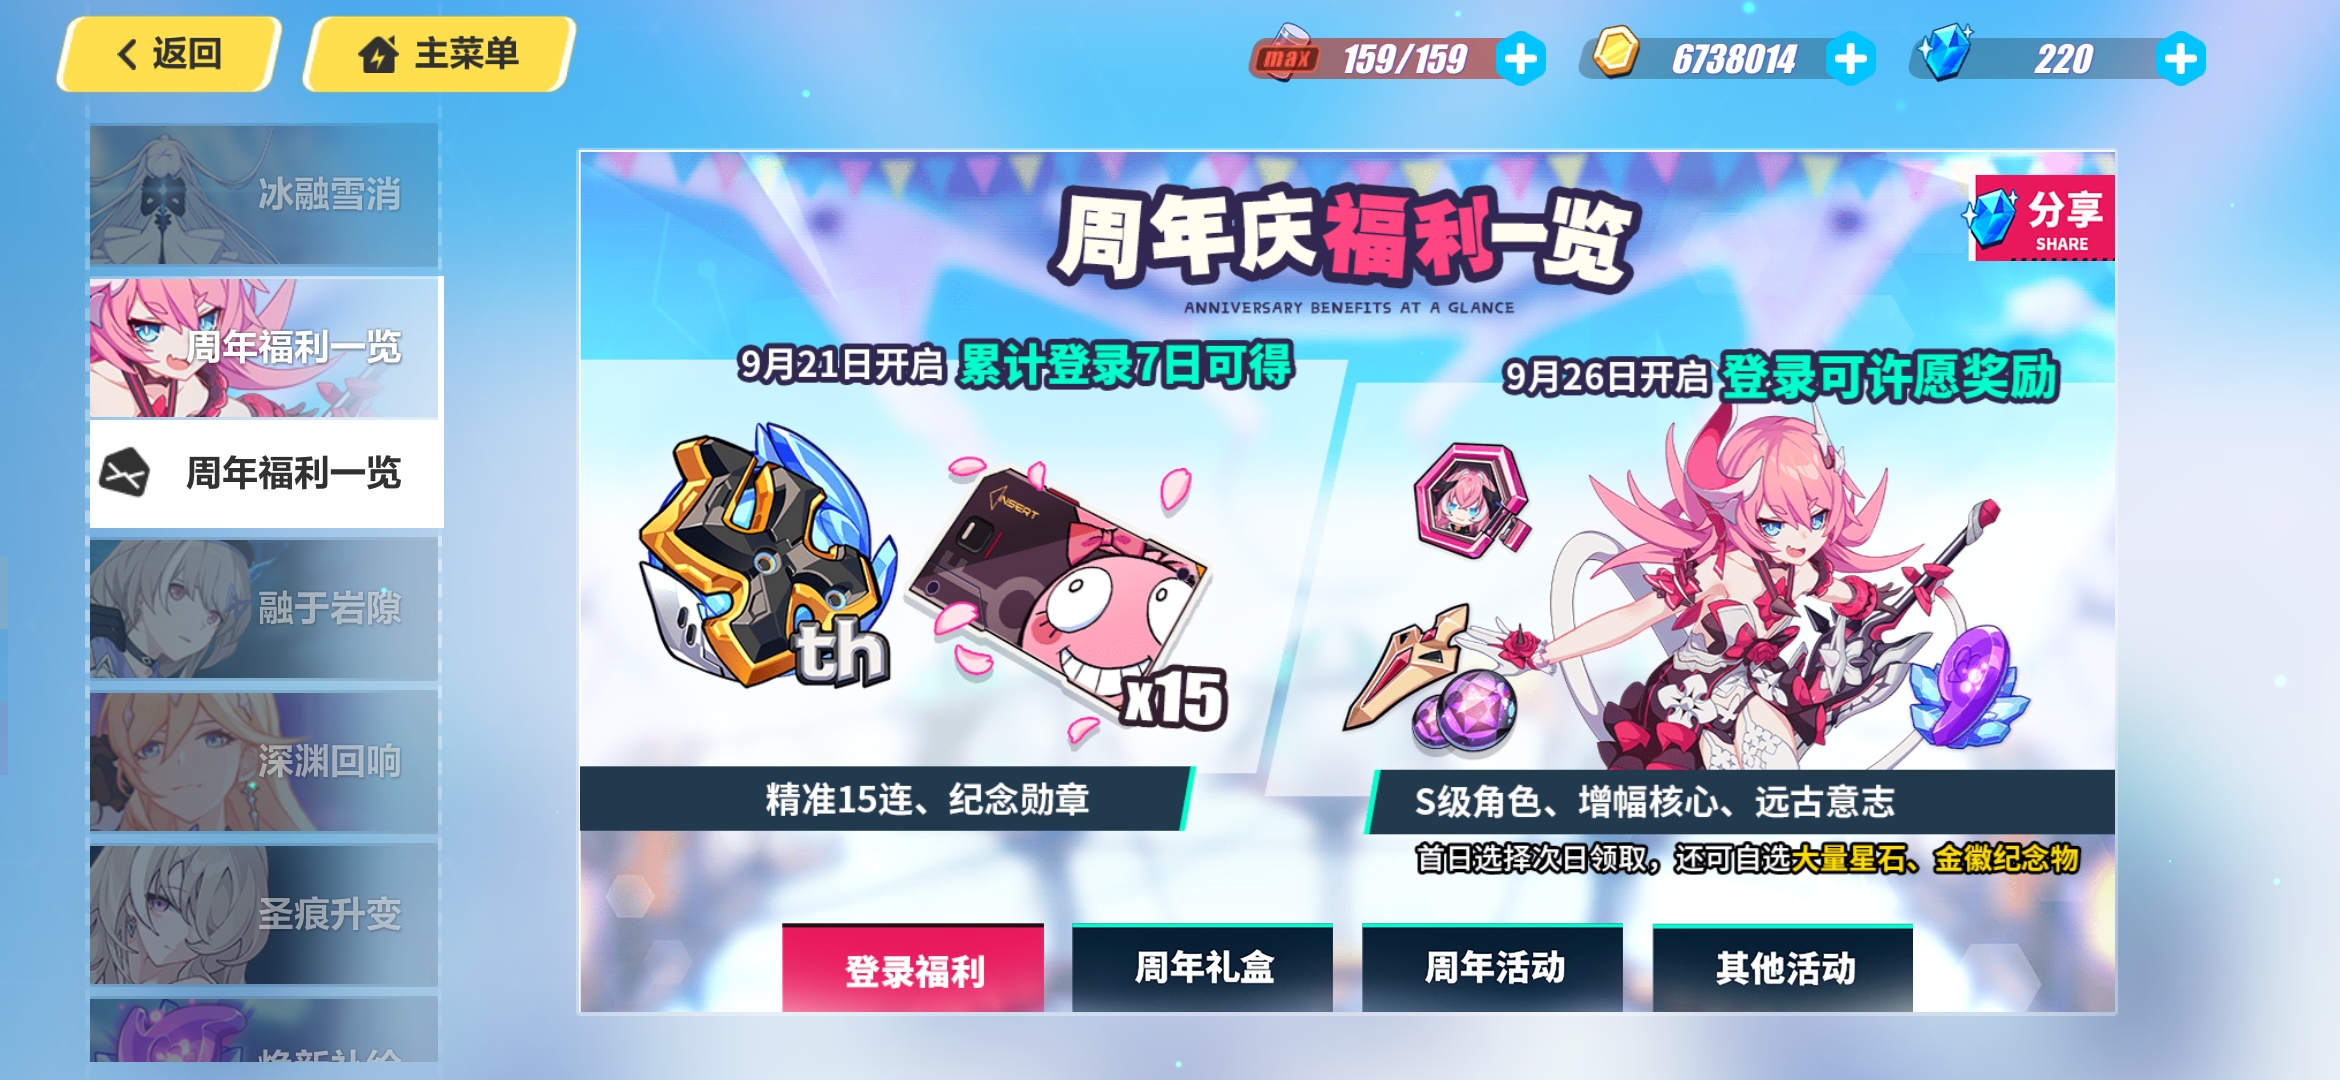 返回
主菜单
max
159/159
6738014
220
冰融雪消
周年福利一览
周年福利一览
融于岩隙
深渊回响
圣痕升变
周年庆福利一览
ANNIVERSARY BENEFITS AT A GLANCE
分享
SHARE
9月21日开启 累计登录7日可得
9月26日开启 登录可许愿奖励
th
INSERT
x15
精准15连、纪念勋章
S级角色、增幅核心、远古意志
首日选择次日领取，还可自选大量星石、金徽纪念物
登录福利
周年礼盒
周年活动
其他活动